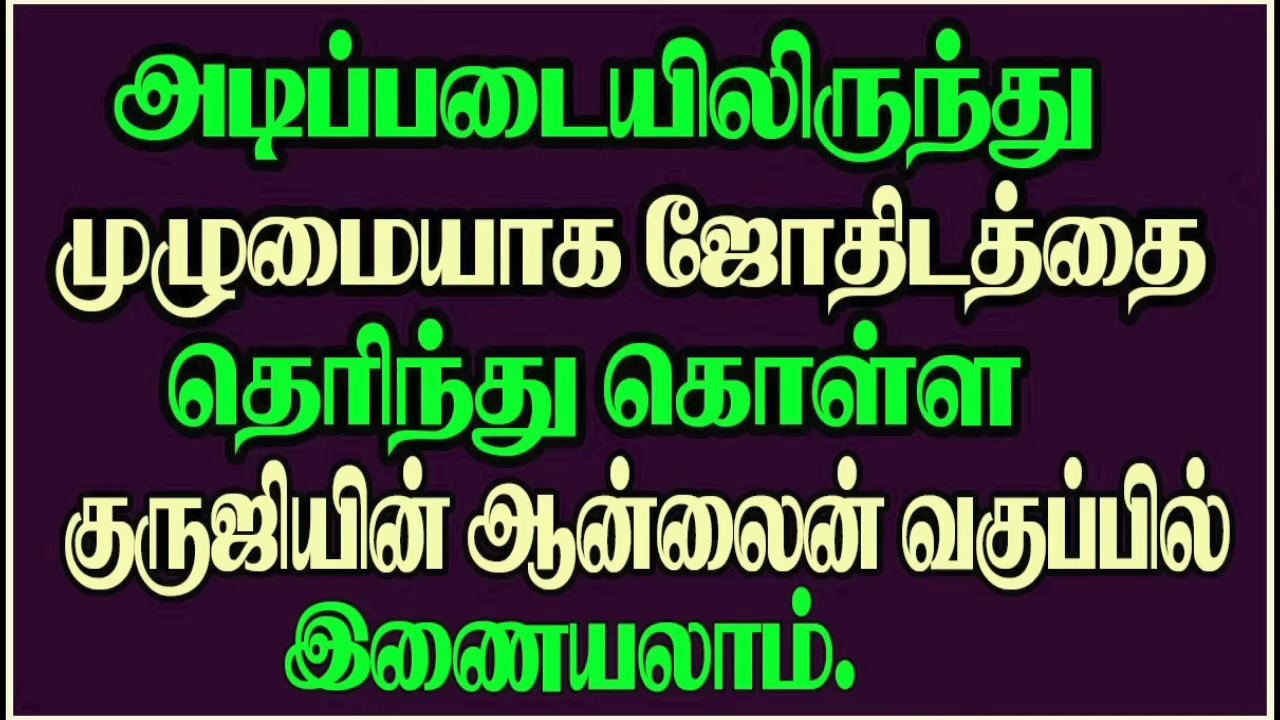 அடிப்படையிலிருந்து
முழுமையாக ஜோதிடத்தை
தெரிந்து கொள்ள
குருஜியின் ஆன்லைன் வகுப்பில்
இணையலாம்.